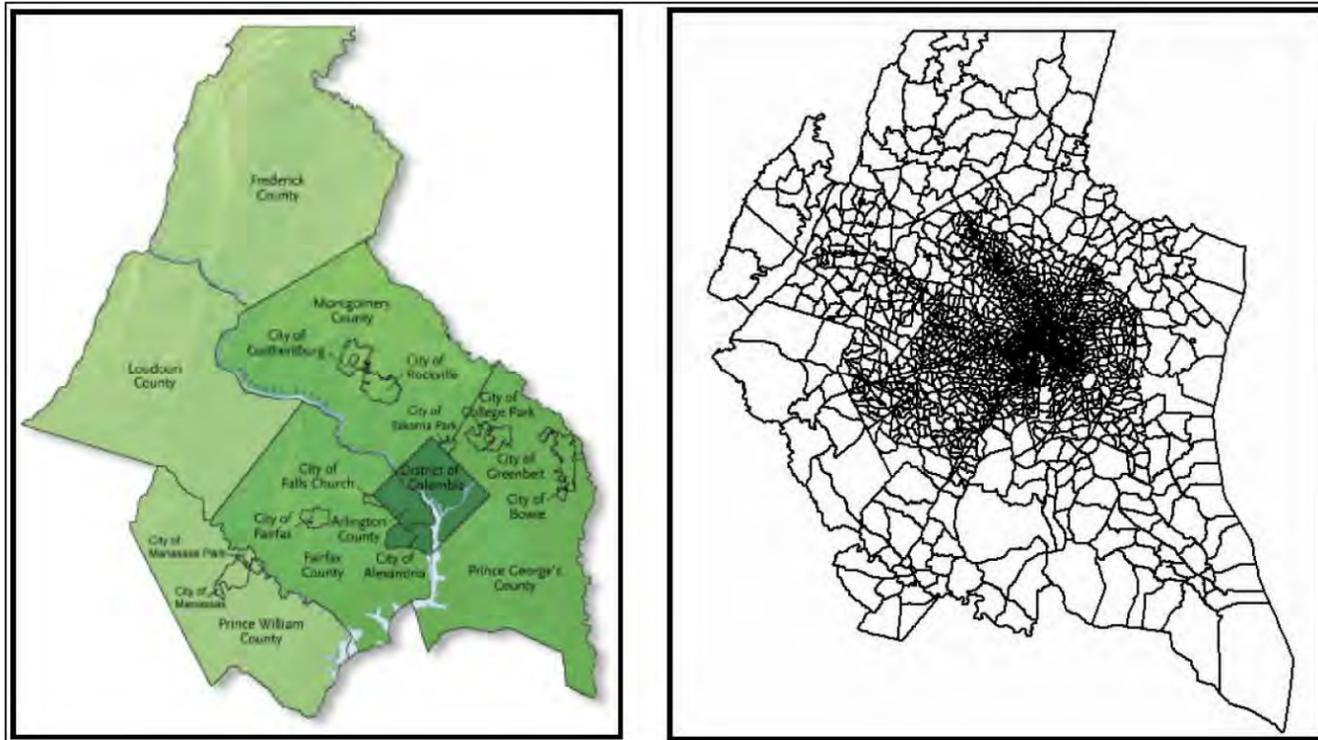 Frederick
County
Loudoun
County
Montgomery
County
City of
Gaithersburg
City of
Rockville
City of
College Park
City of
Takoma Park
City of
Greenbelt
City of
Bowie
District of
Columbia
City of
Falls Church
City of
Fairfax
Arlington
County
Fairfax
County
City of
Alexandria
Prince George's
County
City of
Manassas Park
City of
Manassas
Prince William
County